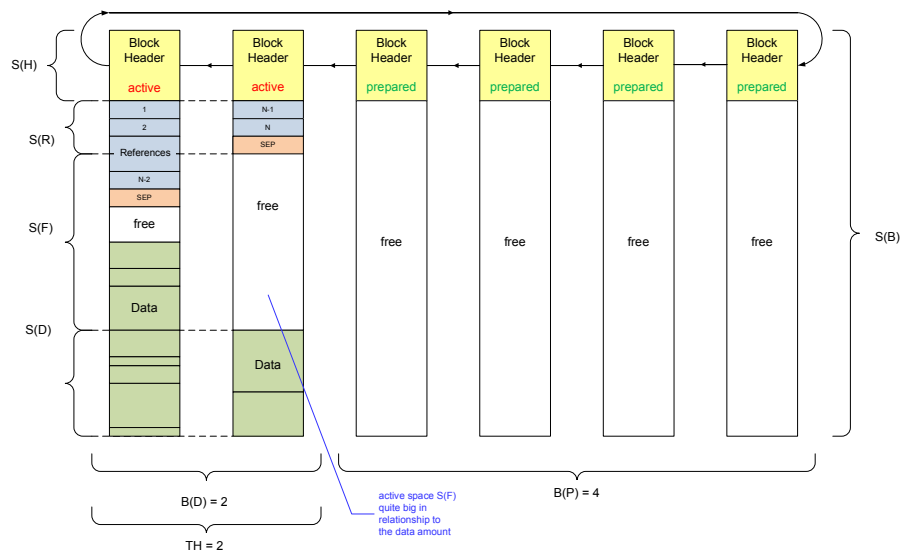 Block
Header
active
Block
Header
active
Block
Header
prepared
Block
Header
prepared
Block
Header
prepared
Block
Header
prepared
S(H)
S(R)
S(F)
S(D)
S(B)
1
2
References
N-2
SEP
free
Data
N-1
N
SEP
free
Data
free
free
free
free
B(D) = 2
TH = 2
active space S(F)
quite big in
relationship to
the data amount
B(P) = 4